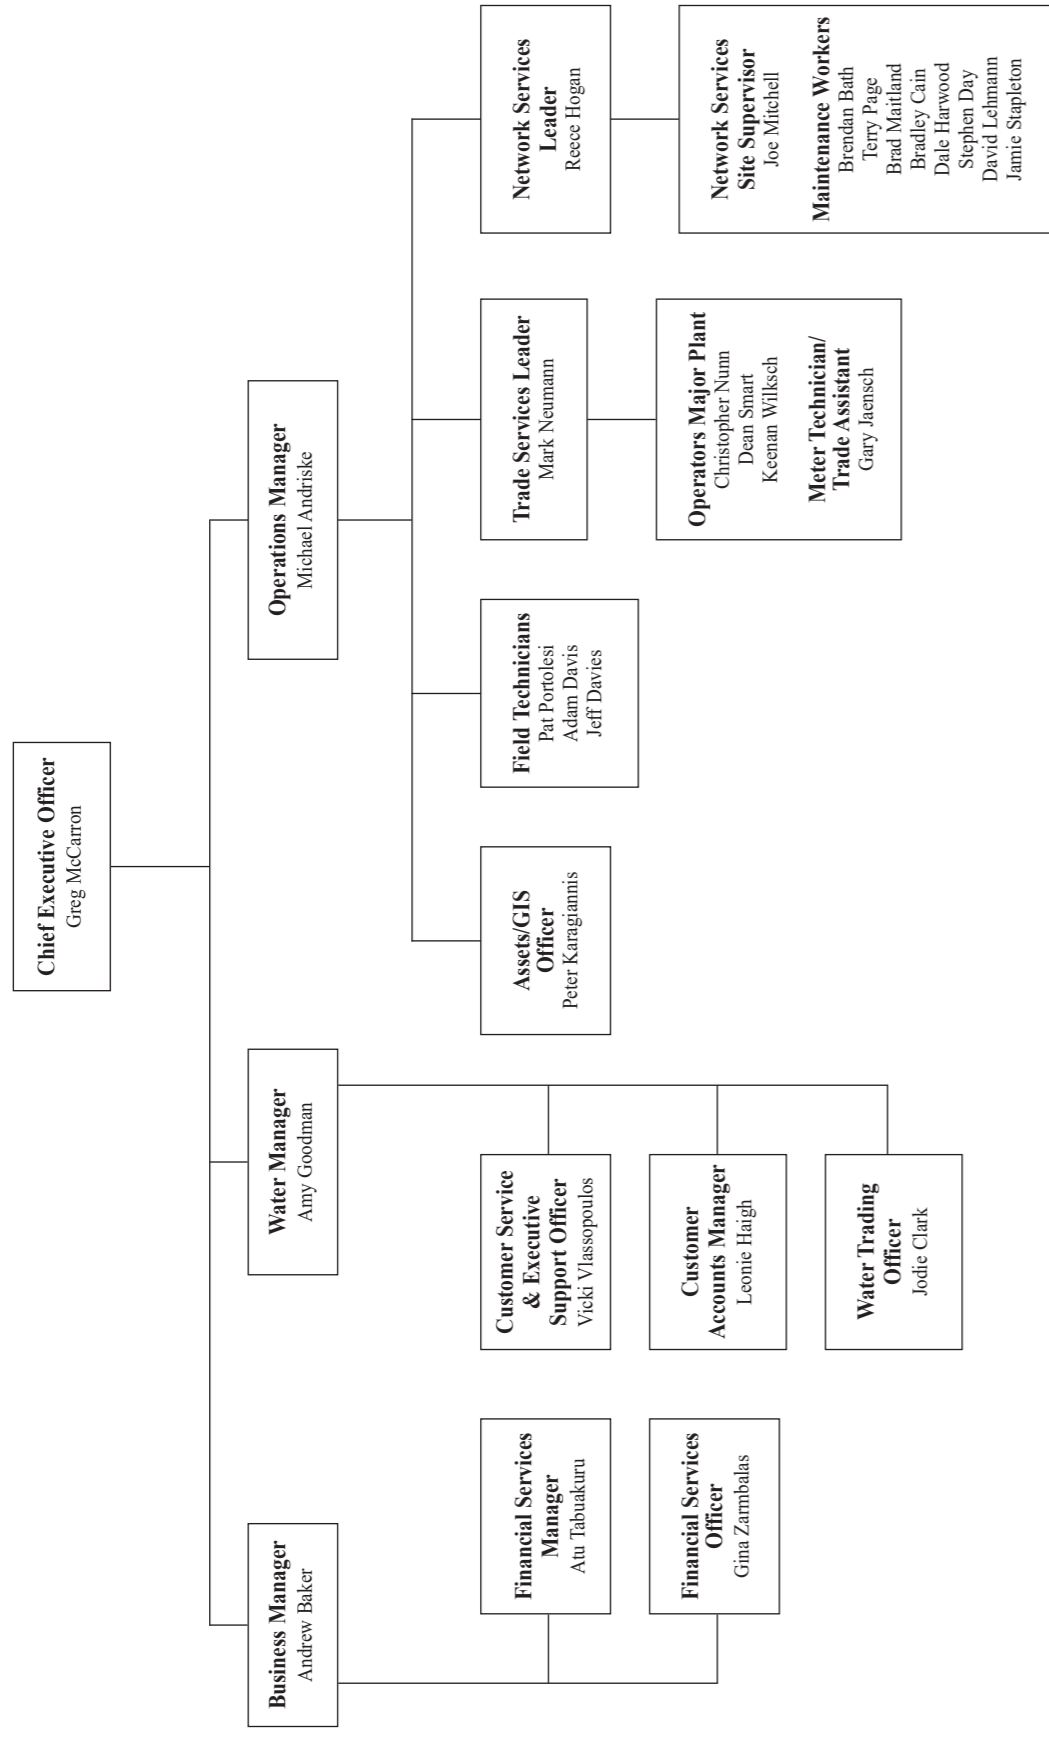 Chief Executive Officer
Greg McCarron
Business Manager
Andrew Baker
Water Manager
Amy Goodman
Operations Manager
Michael Andriske
Financial Services
Manager
Atu Tabuakuru
Financial Services
Officer
Gina Zarmbalas
Customer Service
& Executive
Support Officer
Vicki Vlassopoulos
Customer
Accounts Manager
Leonie Haigh
Water Trading
Officer
Jodie Clark
Assets/GIS
Officer
Peter Karagiannis
Field Technicians
Pat Portolesi
Adam Davis
Jeff Davies
Trade Services Leader
Mark Neumann
Operators Major Plant
Christopher Nunn
Dean Smart
Keenan Wilksch
Meter Technician/
Trade Assistant
Gary Jaensch
Network Services
Leader
Reece Hogan
Network Services
Site Supervisor
Joe Mitchell
Maintenance Workers
Brendan Bath
Terry Page
Brad Maitland
Bradley Cain
Dale Harwood
Stephen Day
David Lehmann
Jamie Stapleton